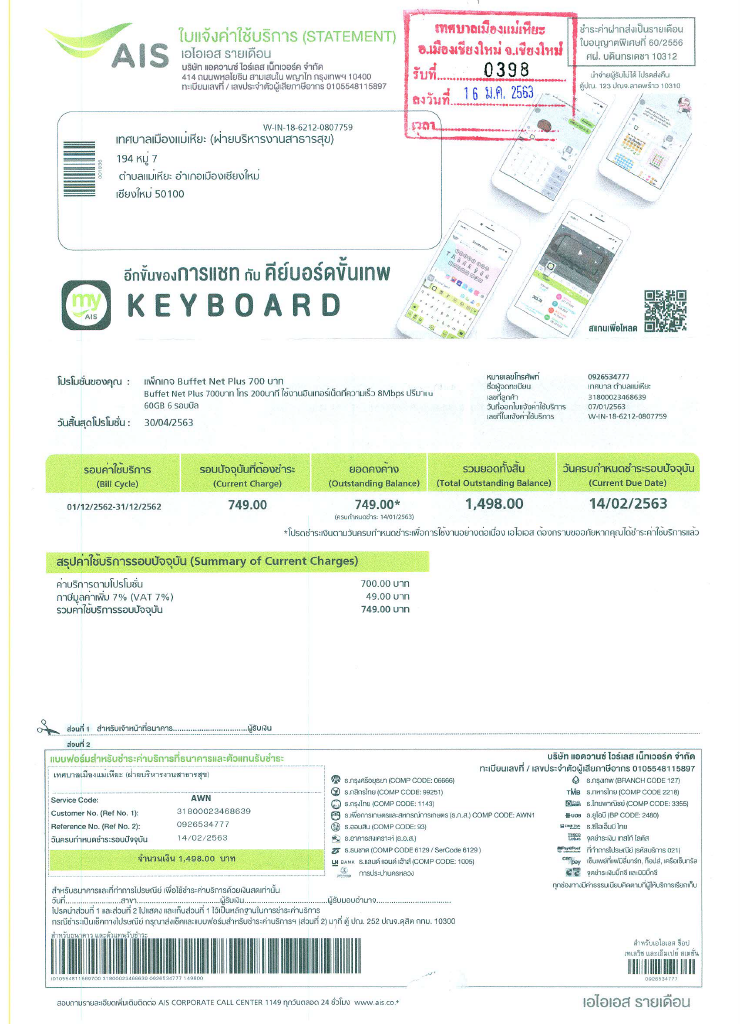 AIS
ใบแจ้งค่าใช้บริการ (STATEMENT)
เอไอเอส รายเดือน
บริษัท แอดวานซ์ ไวร์เลส เน็ทเวอร์ค จำกัด
414 ถนนพหลโยธิน สามเสนใน พญาไท กรุงเทพฯ 10400
ทะเบียนเลขที่ / เลขประจำตัวผู้เสียภาษีอากร 0105548115897
เทศบาลเมืองแม่เหียะ
อ.เมืองเชียงใหม่ จ.เชียงใหม่
รับที่ 0398
ลงวันที่ 16 ม.ค. 2563
เวลา
ชำระค่าฝากส่งเป็นรายเดือน
ใบอนุญาตพิเศษที่ 60/2556
ศฝ. บดินทรเดชา 10312
นำจ่ายผู้รับไม่ได้ โปรดส่งคืน
ตู้ปณ. 123 ปณจ.ลาดพร้าว 10310
W-IN-18-6212-0807759
เทศบาลเมืองแม่เหียะ (ฝ่ายบริหารงานสาธารสุข)
194 หมู่ 7
ตำบลแม่เหียะ อำเภอเมืองเชียงใหม่
เชียงใหม่ 50100
อีกขั้นของการแชท กับ คีย์บอร์ดขั้นเทพ
my AIS
KEYBOARD
สแกนเพื่อโหลด
โปรโมชั่นของคุณ : แพ็กเกจ Buffet Net Plus 700 บาท
Buffet Net Plus 700บาท โทร 200นาที ใช้งานอินเทอร์เน็ตที่ความเร็ว 8Mbps ปริมาณ
60GB 6 รอบบิล
วันสิ้นสุดโปรโมชั่น : 30/04/2563
หมายเลขโทรศัพท์ 0926534777
ชื่อผู้จดทะเบียน เทศบาล ตำบลแม่เหียะ
เลขที่ลูกค้า 31800023468639
วันที่ออกใบแจ้งค่าใช้บริการ 07/01/2563
เลขที่ใบแจ้งค่าใช้บริการ W-IN-18-6212-0807759
รอบค่าใช้บริการ รอบปัจจุบันที่ต้องชำระ ยอดคงค้าง รวมยอดทั้งสิ้น วันครบกำหนดชำระรอบปัจจุบัน
(Bill Cycle) (Current Charge) (Outstanding Balance) (Total Outstanding Balance) (Current Due Date)
01/12/2562-31/12/2562 749.00 749.00* 1,498.00 14/02/2563
(ครบกำหนดชำระ 14/01/2563)
*โปรดชำระเงินตามวันครบกำหนดชำระเพื่อการใช้งานอย่างต่อเนื่อง เอไอเอส ต้องกราบขออภัยหากคุณได้ชำระค่าใช้บริการแล้ว
สรุปค่าใช้บริการรอบปัจจุบัน (Summary of Current Charges)
ค่าบริการตามโปรโมชั่น 700.00 บาท
ภาษีมูลค่าเพิ่ม 7% (VAT 7%) 49.00 บาท
รวมค่าใช้บริการรอบปัจจุบัน 749.00 บาท
ส่วนที่ 1 สำหรับเจ้าหน้าที่ธนาคาร ผู้รับเงิน
ส่วนที่ 2
แบบฟอร์มสำหรับชำระค่าบริการที่ธนาคารและตัวแทนรับชำระ
บริษัท แอดวานซ์ ไวร์เลส เน็ทเวอร์ค จำกัด
ทะเบียนเลขที่ / เลขประจำตัวผู้เสียภาษีอากร 0105548115897
เทศบาลเมืองแม่เหียะ (ฝ่ายบริหารงานสาธารสุข)
Service Code: AWN
Customer No. (Ref No. 1): 31800023468639
Reference No. (Ref No. 2): 0926534777
วันครบกำหนดชำระรอบปัจจุบัน 14/02/2563
จำนวนเงิน 1,498.00 บาท
ธ.กรุงศรีอยุธยา (COMP CODE: 06666)
ธ.กสิกรไทย (COMP CODE: 99251)
ธ.กรุงไทย (COMP CODE: 1143)
ธ.เพื่อการเกษตรและสหกรณ์การเกษตร (ธ.ก.ส.) COMP CODE: AWN1
ธ.ออมสิน (COMP CODE: 93)
ธ.อาคารสงเคราะห์ (ธ.อ.ส.)
ธ.ธนชาต (COMP CODE 6129 / SerCode 6129 )
LH BANK ธ.แลนด์ แอนด์ เฮ้าส์ (COMP CODE: 1005)
การประปานครหลวง
ธ.กรุงเทพ (BRANCH CODE 127)
ธ.ทหารไทย (COMP CODE 2218)
ธ.ไทยพาณิชย์ (COMP CODE: 3355)
ธ.ยูโอบี (BP CODE: 2480)
ธ.ซีไอเอ็มบี ไทย
จุดชำระเงิน เทสโก้ โลตัส
ที่ทำการไปรษณีย์ (รหัสบริการ 021)
จุดชำระเงินบิ๊กซี และมินิบิ๊กซี
ทุกช่องทางมีค่าธรรมเนียมคิดตามที่ผู้ให้บริการเรียกเก็บ
สำหรับธนาคารและที่ทำการไปรษณีย์ เพื่อใช้ชำระค่าบริการด้วยเงินสดเท่านั้น
วันที่ สาขา ผู้รับเงิน ผู้รับมอบอำนาจ
โปรดนำส่วนที่ 1 และส่วนที่ 2 ไปแสดง และเก็บส่วนที่ 1 ไว้เป็นหลักฐานในการชำระค่าบริการ
กรณีชำระเป็นเช็คทางไปรษณีย์ กรุณาส่งเช็คและแบบฟอร์มสำหรับชำระค่าบริการฯ (ส่วนที่ 2) มาที่ ตู้ ปณ. 252 ปณจ.ดุสิต กทม. 10300
สำหรับธนาคาร และตัวแทนรับชำระ
สำหรับเอไอเอส ช็อป
เทเลวิซ และเอ็มเปย์ สเตชั่น
0926534777
สอบถามรายละเอียดเพิ่มเติมติดต่อ AIS CORPORATE CALL CENTER 1149 ทุกวันตลอด 24 ชั่วโมง www.ais.co.*
เอไอเอส รายเดือน